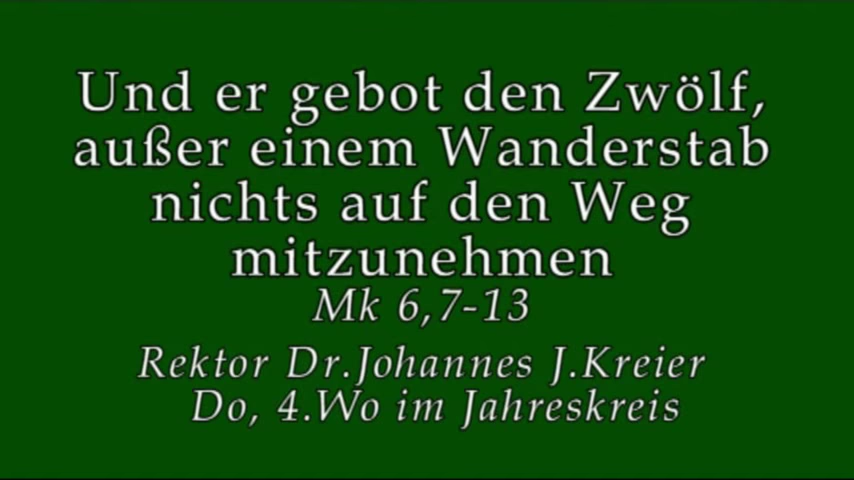 Und er gebot den Zwölf,
außer einem Wanderstab
nichts auf den Weg
mitzunehmen
Mk 6,7-13
Rektor Dr.Johannes J.Kreier
Do, 4.Wo im Jahreskreis